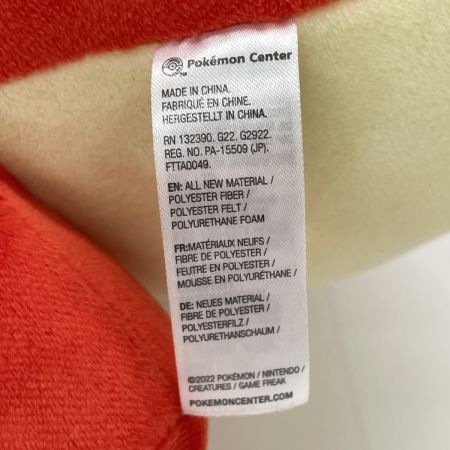 Pokémon Center
MADE IN CHINA.
FABRIQUÉ EN CHINE.
HERGESTELLT IN CHINA.
RN 132390. G22. G2922.
REG. NO. PA-15509 (JP).
FTTA0049.
EN: ALL NEW MATERIAL /
POLYESTER FIBER /
POLYESTER FELT /
POLYURETHANE FOAM
FR:MATÉRIAUX NEUFS /
FIBRE DE POLYESTER /
FEUTRE EN POLYESTER /
MOUSSE EN POLYURÉTHANE /
DE: NEUES MATERIAL /
FIBRE DE POLYESTER /
POLYESTERFILZ /
POLYURETHANSCHAUM /
©2022 POKÉMON / NINTENDO /
CREATURES / GAME FREAK
POKEMONCENTER.COM